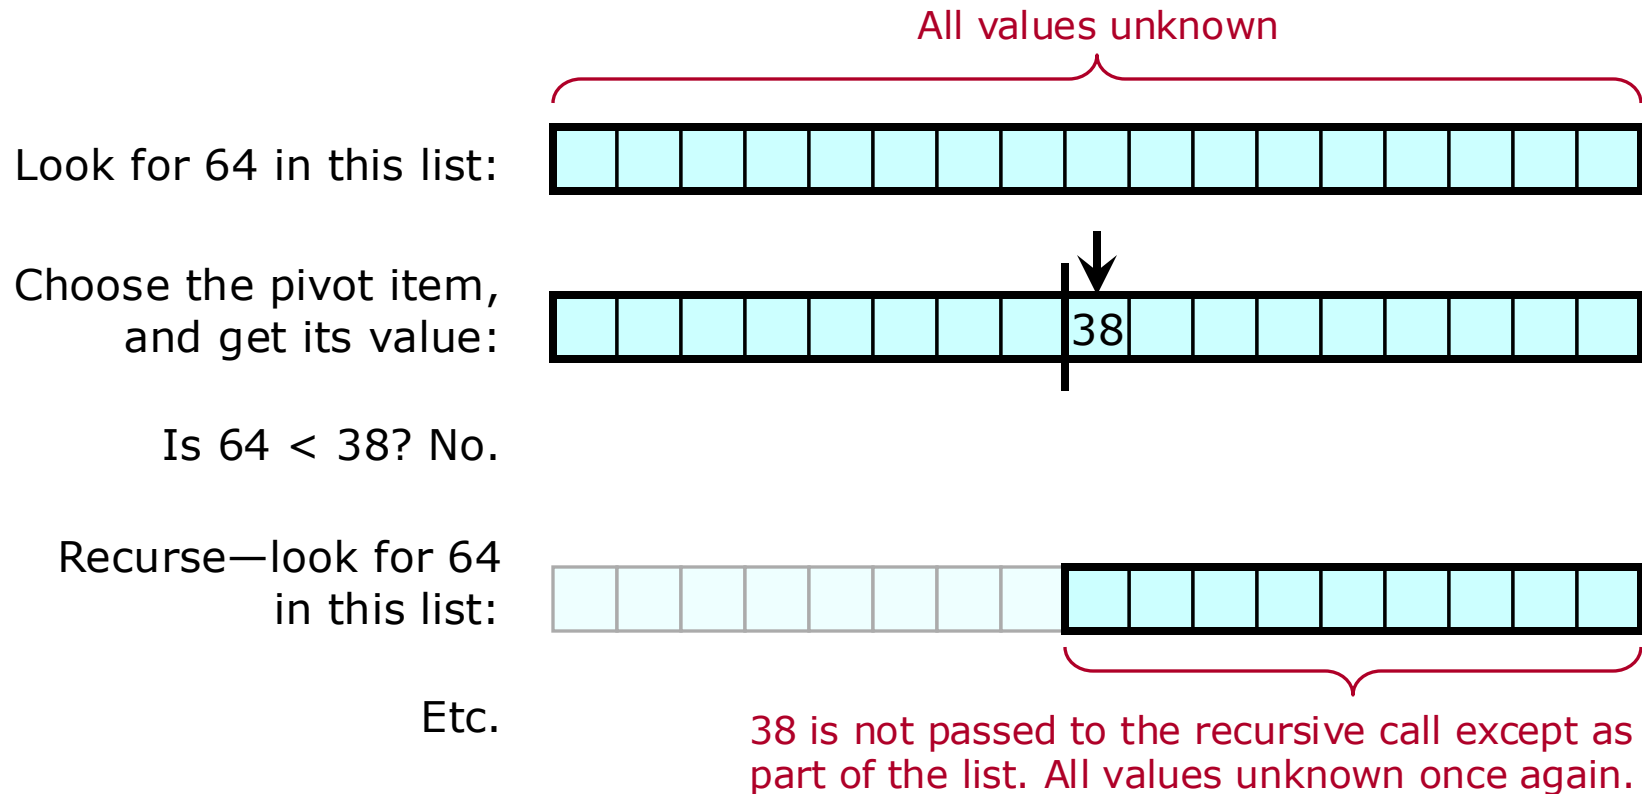 All values unknown
Look for 64 in this list:
Choose the pivot item,
and get its value:
38
Is 64 < 38? No.
Recurse—look for 64
in this list:
Etc.
38 is not passed to the recursive call except as
part of the list. All values unknown once again.